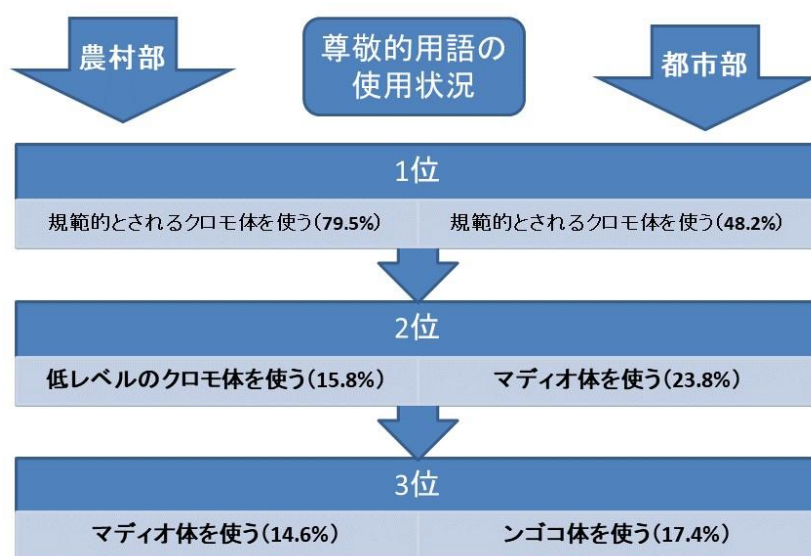 農村部
尊敬的用語の
使用状況
都市部
1位
規範的とされるクロモ体を使う(79.5%)
規範的とされるクロモ体を使う(48.2%)
2位
低レベルのクロモ体を使う(15.8%)
マディオ体を使う(23.8%)
3位
マディオ体を使う(14.6%)
ンゴコ体を使う(17.4%)